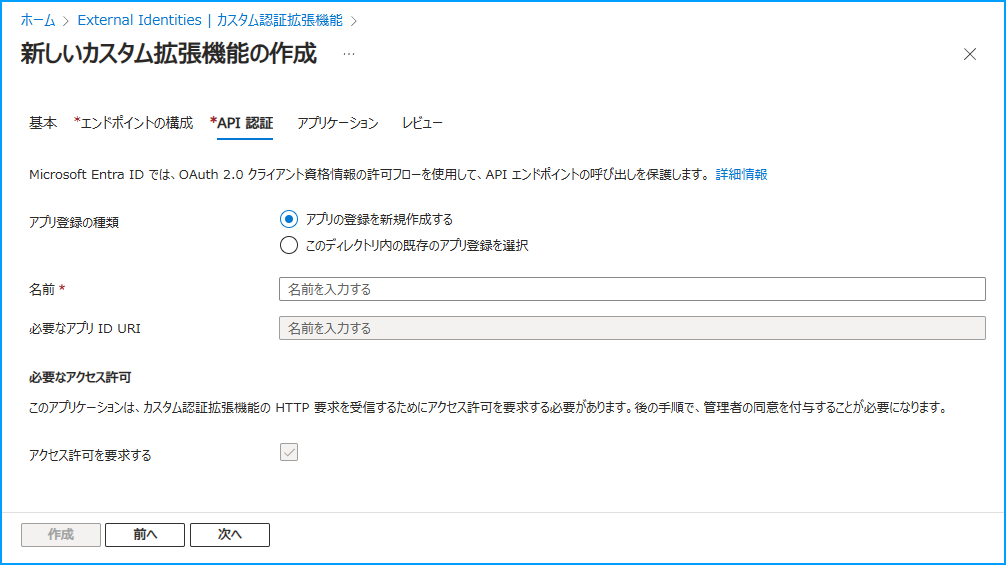 ホーム > External Identities | カスタム認証拡張機能 >
新しいカスタム拡張機能の作成 ...
基本 *エンドポイントの構成 *API 認証 アプリケーション レビュー
Microsoft Entra ID では、OAuth 2.0 クライアント資格情報の許可フローを使用して、API エンドポイントの呼び出しを保護します。詳細情報
アプリ登録の種類
アプリの登録を新規作成する
このディレクトリ内の既存のアプリ登録を選択
名前 * 名前を入力する
必要なアプリ ID URI 名前を入力する
必要なアクセス許可
このアプリケーションは、カスタム認証拡張機能の HTTP 要求を受信するためにアクセス許可を要求する必要があります。後の手順で、管理者の同意を付与することが必要になります。
アクセス許可を要求する
作成 前へ 次へ